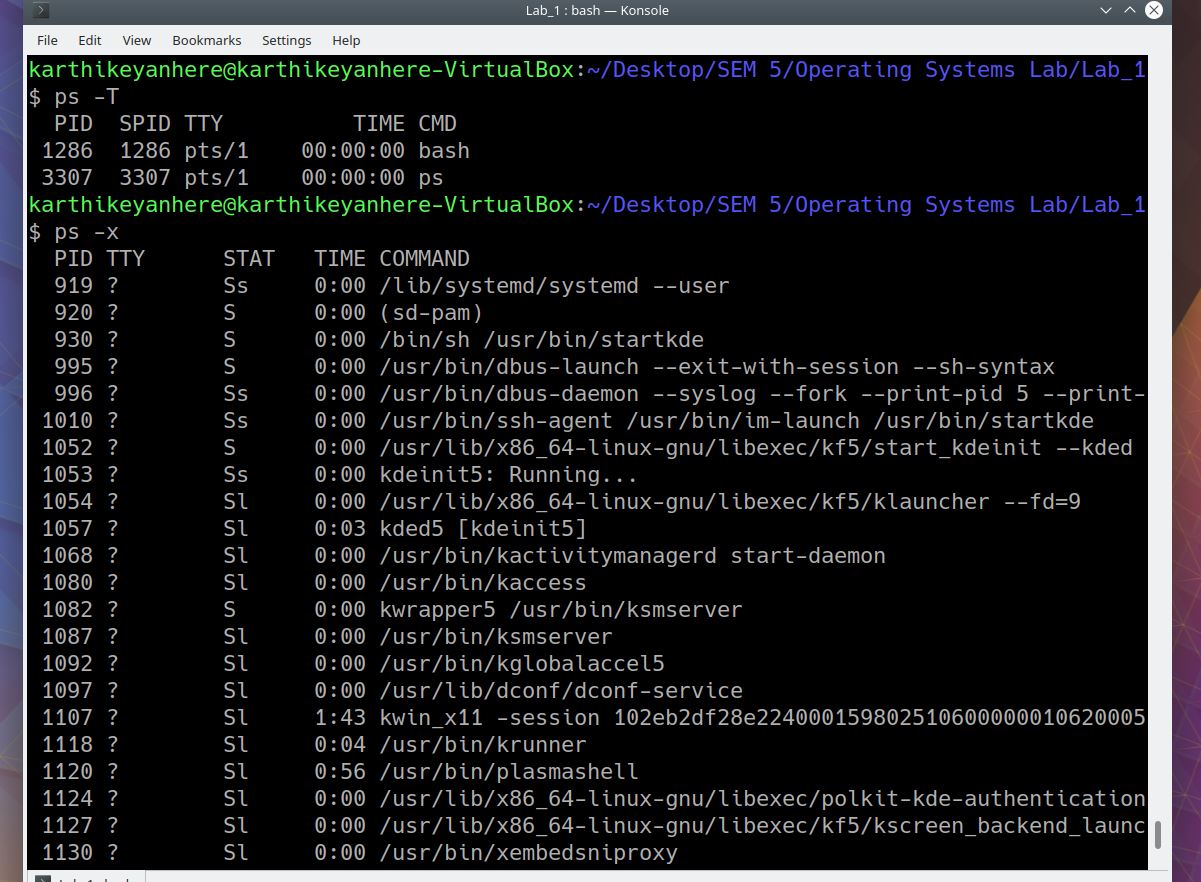 Lab_1 : bash — Konsole
File Edit View Bookmarks Settings Help
karthikeyanhere@karthikeyanhere-VirtualBox:~/Desktop/SEM 5/Operating Systems Lab/Lab_1
$ ps -T
PID SPID TTY TIME CMD
1286 1286 pts/1 00:00:00 bash
3307 3307 pts/1 00:00:00 ps
karthikeyanhere@karthikeyanhere-VirtualBox:~/Desktop/SEM 5/Operating Systems Lab/Lab_1
$ ps -x
PID TTY STAT TIME COMMAND
919 ? Ss 0:00 /lib/systemd/systemd --user
920 ? S 0:00 (sd-pam)
930 ? S 0:00 /bin/sh /usr/bin/startkde
995 ? S 0:00 /usr/bin/dbus-launch --exit-with-session --sh-syntax
996 ? Ss 0:00 /usr/bin/dbus-daemon --syslog --fork --print-pid 5 --print-
1010 ? Ss 0:00 /usr/bin/ssh-agent /usr/bin/im-launch /usr/bin/startkde
1052 ? S 0:00 /usr/lib/x86_64-linux-gnu/libexec/kf5/start_kdeinit --kded
1053 ? Ss 0:00 kdeinit5: Running...
1054 ? Sl 0:00 /usr/lib/x86_64-linux-gnu/libexec/kf5/klauncher --fd=9
1057 ? Sl 0:03 kded5 [kdeinit5]
1068 ? Sl 0:00 /usr/bin/kactivitymanagerd start-daemon
1080 ? Sl 0:00 /usr/bin/kaccess
1082 ? S 0:00 kwrapper5 /usr/bin/ksmserver
1087 ? Sl 0:00 /usr/bin/ksmserver
1092 ? Sl 0:00 /usr/bin/kglobalaccel5
1097 ? Sl 0:00 /usr/lib/dconf/dconf-service
1107 ? Sl 1:43 kwin_x11 -session 102eb2df28e224000159802510600000010620005
1118 ? Sl 0:04 /usr/bin/krunner
1120 ? Sl 0:56 /usr/bin/plasmashell
1124 ? Sl 0:00 /usr/lib/x86_64-linux-gnu/libexec/polkit-kde-authentication
1127 ? Sl 0:00 /usr/lib/x86_64-linux-gnu/libexec/kf5/kscreen_backend_launc
1130 ? Sl 0:00 /usr/bin/xembedsniproxy